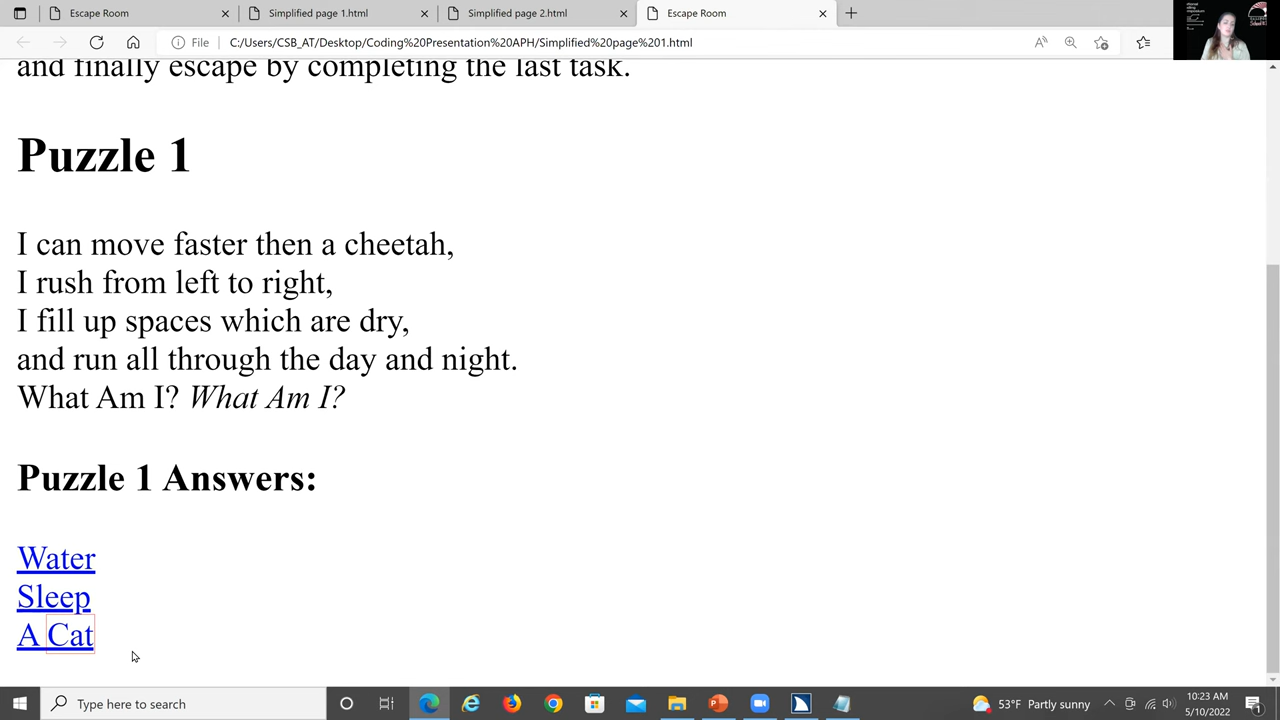 Escape Room
Simplified page 1.html
Simplified page 2.html
Escape Room
File
C:/Users/CSB_AT/Desktop/Coding%20Presentation%20APH/Simplified%20page%201.html
and finally escape by completing the last task.
Puzzle 1
I can move faster then a cheetah,
I rush from left to right,
I fill up spaces which are dry,
and run all through the day and night.
What Am I? What Am I?
Puzzle 1 Answers:
Water
Sleep
A Cat
Type here to search
53°F Partly sunny
10:23 AM
5/10/2022
1